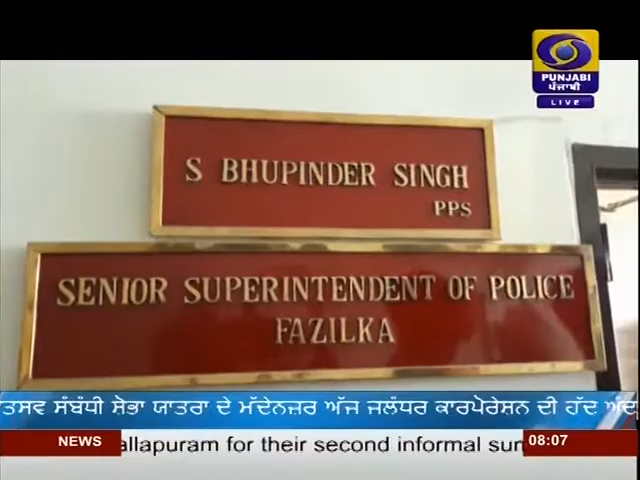 PUNJABI
ਪੰਜਾਬੀ
LIVE
S BHUPINDER SINGH
PPS
SENIOR SUPERINTENDENT OF POLICE
FAZILKA
ਤਸਵ ਸੰਬੰਧੀ ਸ਼ੋਭਾ ਯਾਤਰਾ ਦੇ ਮੱਦੇਨਜ਼ਰ ਅੱਜ ਜਲੰਧਰ ਕਾਰਪੋਰੇਸ਼ਨ ਦੀ ਹੱਦ ਅੰਦ
NEWS allapuram for their second informal sun 08:07